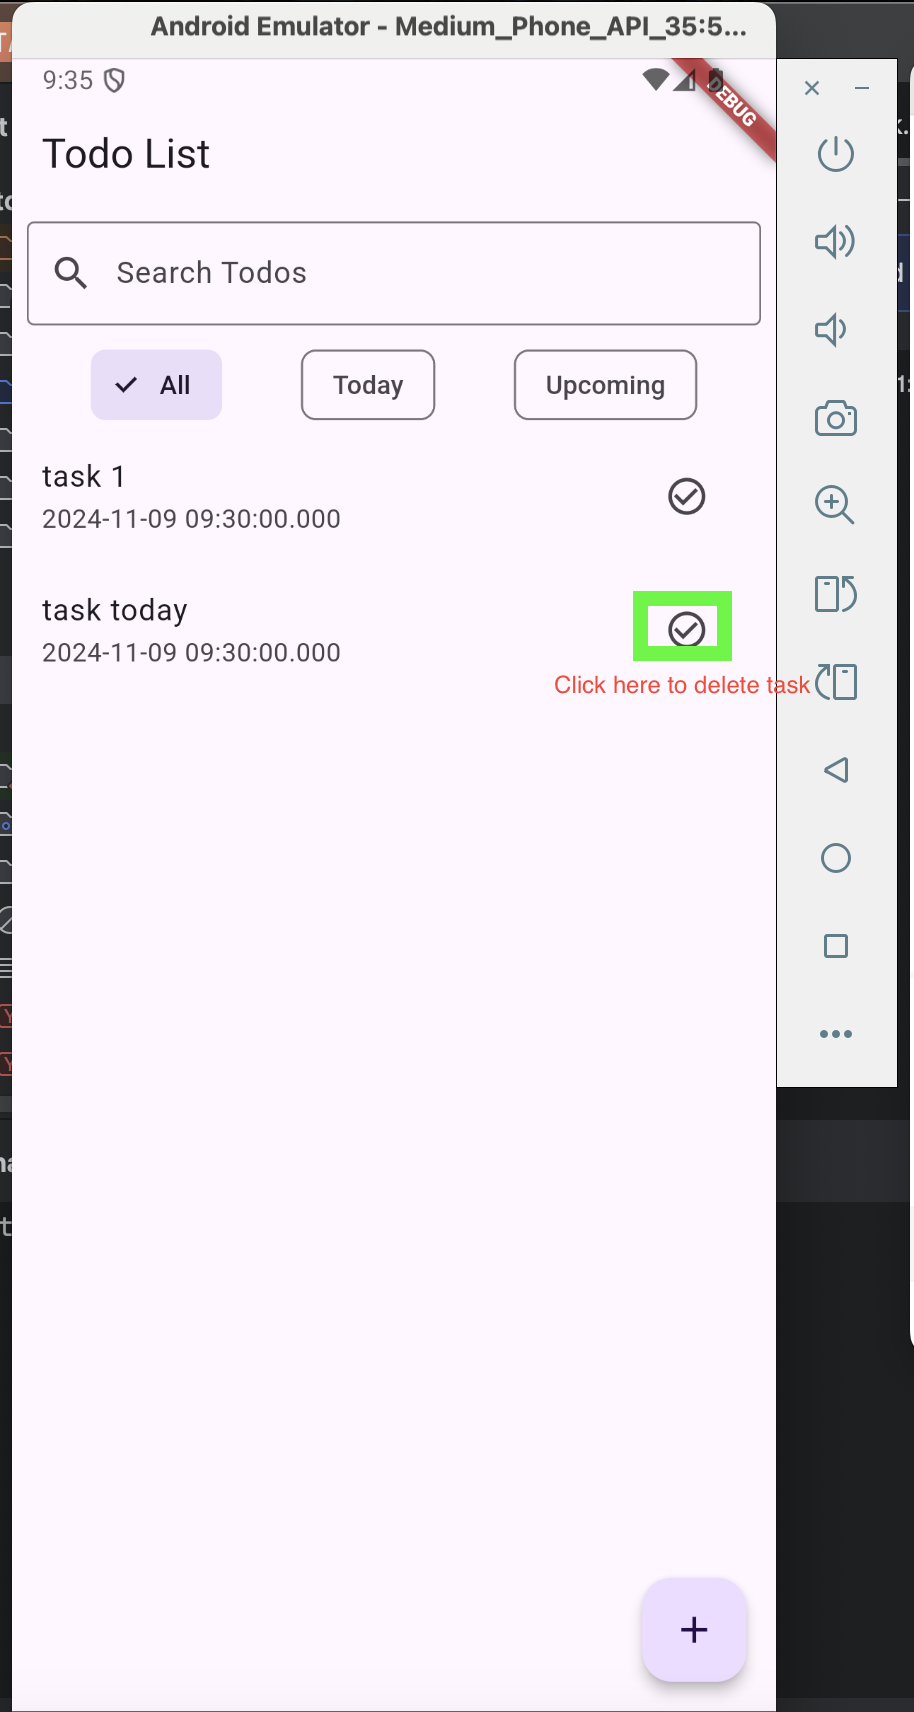 Android Emulator - Medium_Phone_API_35:5...
9:35
DEBUG
Todo List
Search Todos
All
Today
Upcoming
task 1
2024-11-09 09:30:00.000
task today
2024-11-09 09:30:00.000
Click here to delete task
+